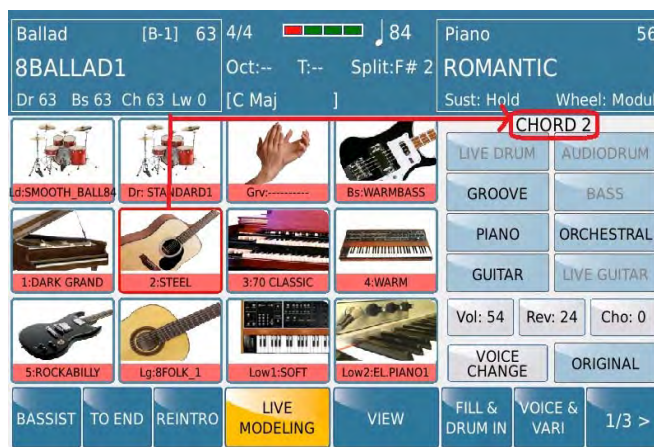 Ballad [B-1] 63 4/4 84 Piano 56
8BALLAD1 Oct:-- T:-- Split:F# 2 ROMANTIC
Dr 63 Bs 63 Ch 63 Lw 0 [C Maj ] Sust: Hold Wheel: Modul
CHORD 2
LIVE DRUM AUDIODRUM
Ld:SMOOTH_BALL84 Dr: STANDARD1 Grv:---------- Bs:WARMBASS
GROOVE BASS
PIANO ORCHESTRAL
1:DARK GRAND 2:STEEL 3:70 CLASSIC 4:WARM
GUITAR LIVE GUITAR
Vol: 54 Rev: 24 Cho: 0
5:ROCKABILLY Lg:8FOLK_1 Low1:SOFT Low2:EL.PIANO1
VOICE CHANGE ORIGINAL
BASSIST TO END REINTRO LIVE MODELING VIEW FILL & DRUM IN VOICE & VARI 1/3 >